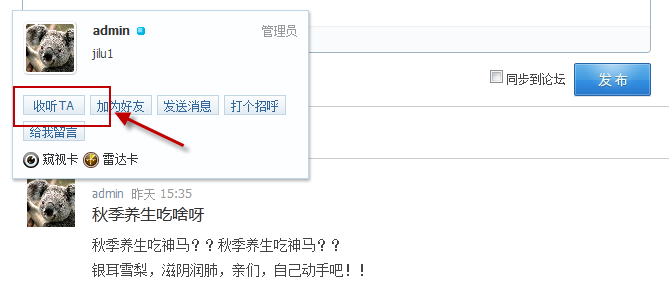 admin
管理员
jilu1
收听TA 加为好友 发送消息 打个招呼
给我留言
窥视卡 雷达卡
同步到论坛 发布
admin 昨天 15:35
秋季养生吃啥呀
秋季养生吃神马？？秋季养生吃神马？？
银耳雪梨，滋阴润肺，亲们，自己动手吧！！